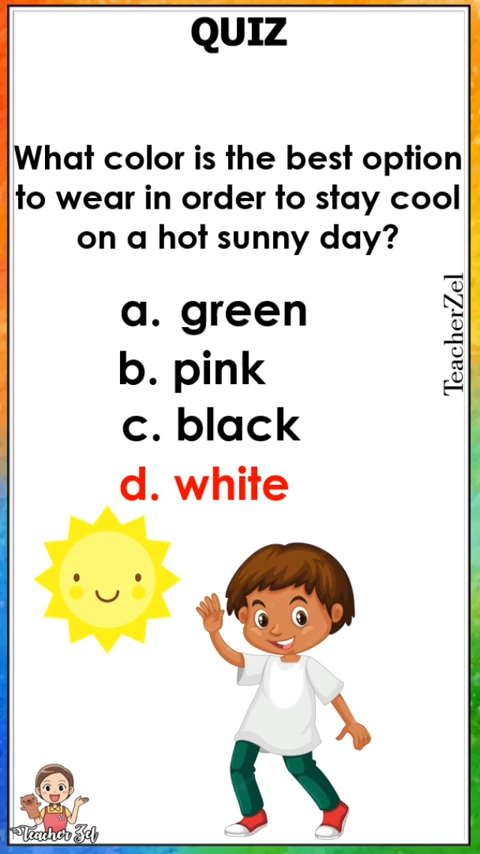 QUIZ
What color is the best option
to wear in order to stay cool
on a hot sunny day?
a. green
b. pink
c. black
d. white
TeacherZel
Teacher Zel